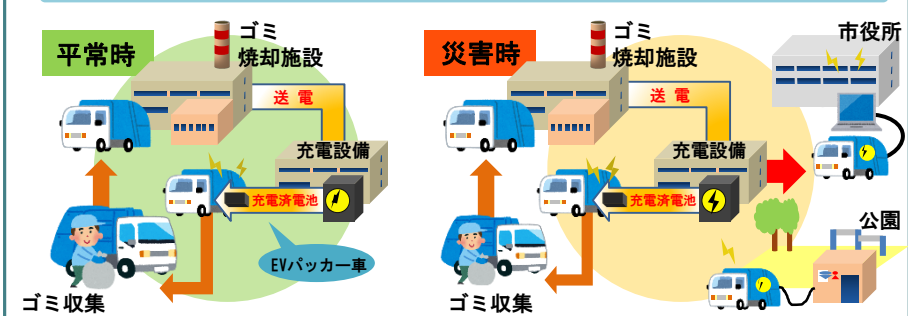 平常時
ゴミ
焼却施設
送電
充電設備
充電済電池
EVパッカー車
ゴミ収集
災害時
ゴミ
焼却施設
送電
充電設備
充電済電池
ゴミ収集
市役所
公園